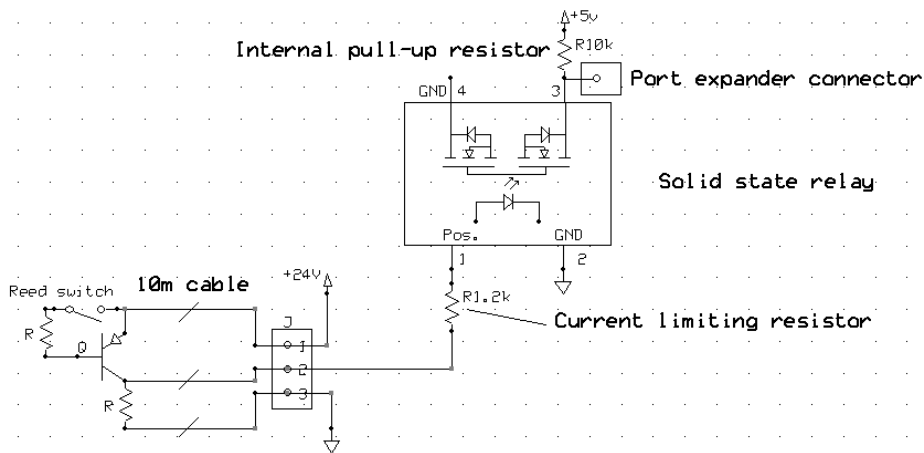 +5v
Internal pull-up resistor
R10k
Port expander connector
GND 4
3
Solid state relay
Pos.
GND
1
2
+24V
10m cable
Reed switch
R1.2k
Current limiting resistor
J
R
Q
1
2
3
R